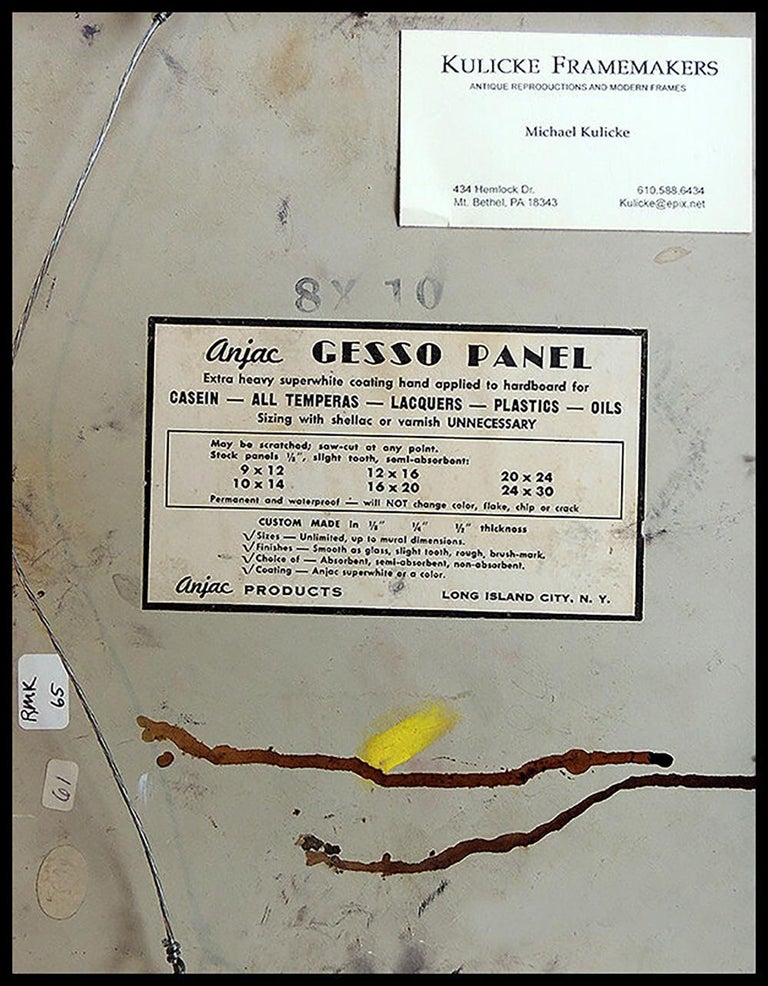 KULICKE FRAMEMAKERS
ANTIQUE REPRODUCTIONS AND MODERN FRAMES
Michael Kulicke
434 Hemlock Dr. 610.588.6434
Mt. Bethel, PA 18343 Kulicke@epix.net
8 X 10
Anjac GESSO PANEL
Extra heavy superwhite coating hand applied to hardboard for
CASEIN — ALL TEMPERAS — LACQUERS — PLASTICS — OILS
Sizing with shellac or varnish UNNECESSARY
May be scratched; saw-cut at any point.
Stock panels 1/8", slight tooth, semi-absorbent:
9 x 12 12 x 16 20 x 24
10 x 14 16 x 20 24 x 30
Permanent and waterproof — will NOT change color, flake, chip or crack
CUSTOM MADE in 1/8" 1/4" 1/2" thickness
✓ Sizes — Unlimited, up to mural dimensions.
✓ Finishes — Smooth as glass, slight tooth, rough, brush-mark.
✓ Choice of — Absorbent, semi-absorbent, non-absorbent.
✓ Coating — Anjac superwhite or a color.
Anjac PRODUCTS LONG ISLAND CITY, N. Y.
RMK
65
61